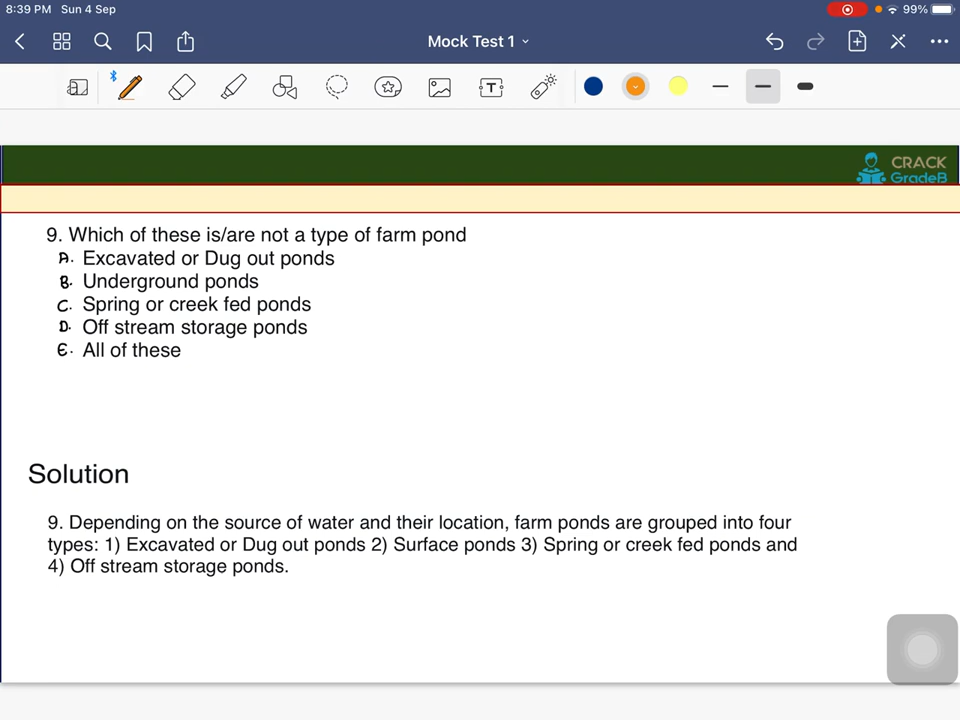 8:39 PM Sun 4 Sep
99%
Mock Test 1
T
CRACK
GradeB
9. Which of these is/are not a type of farm pond
A. Excavated or Dug out ponds
B. Underground ponds
C. Spring or creek fed ponds
D. Off stream storage ponds
E. All of these
Solution
9. Depending on the source of water and their location, farm ponds are grouped into four
types: 1) Excavated or Dug out ponds 2) Surface ponds 3) Spring or creek fed ponds and
4) Off stream storage ponds.